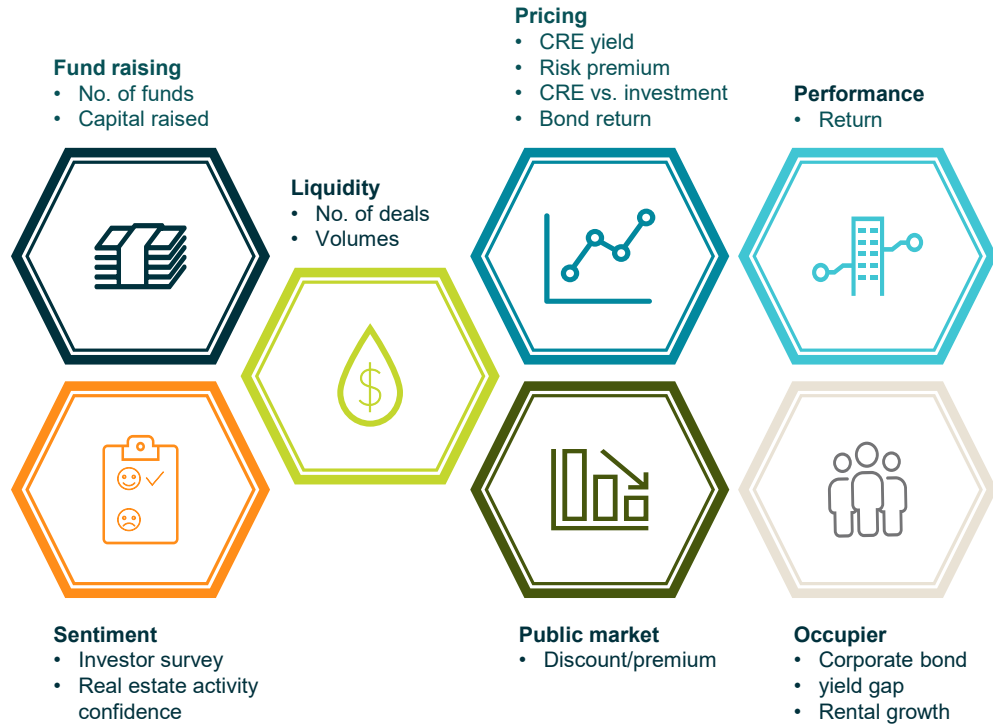 Fund raising
• No. of funds
• Capital raised
Liquidity
• No. of deals
• Volumes
Pricing
• CRE yield
• Risk premium
• CRE vs. investment
• Bond return
Performance
• Return
$
Sentiment
• Investor survey
• Real estate activity
confidence
Public market
• Discount/premium
Occupier
• Corporate bond
• yield gap
• Rental growth